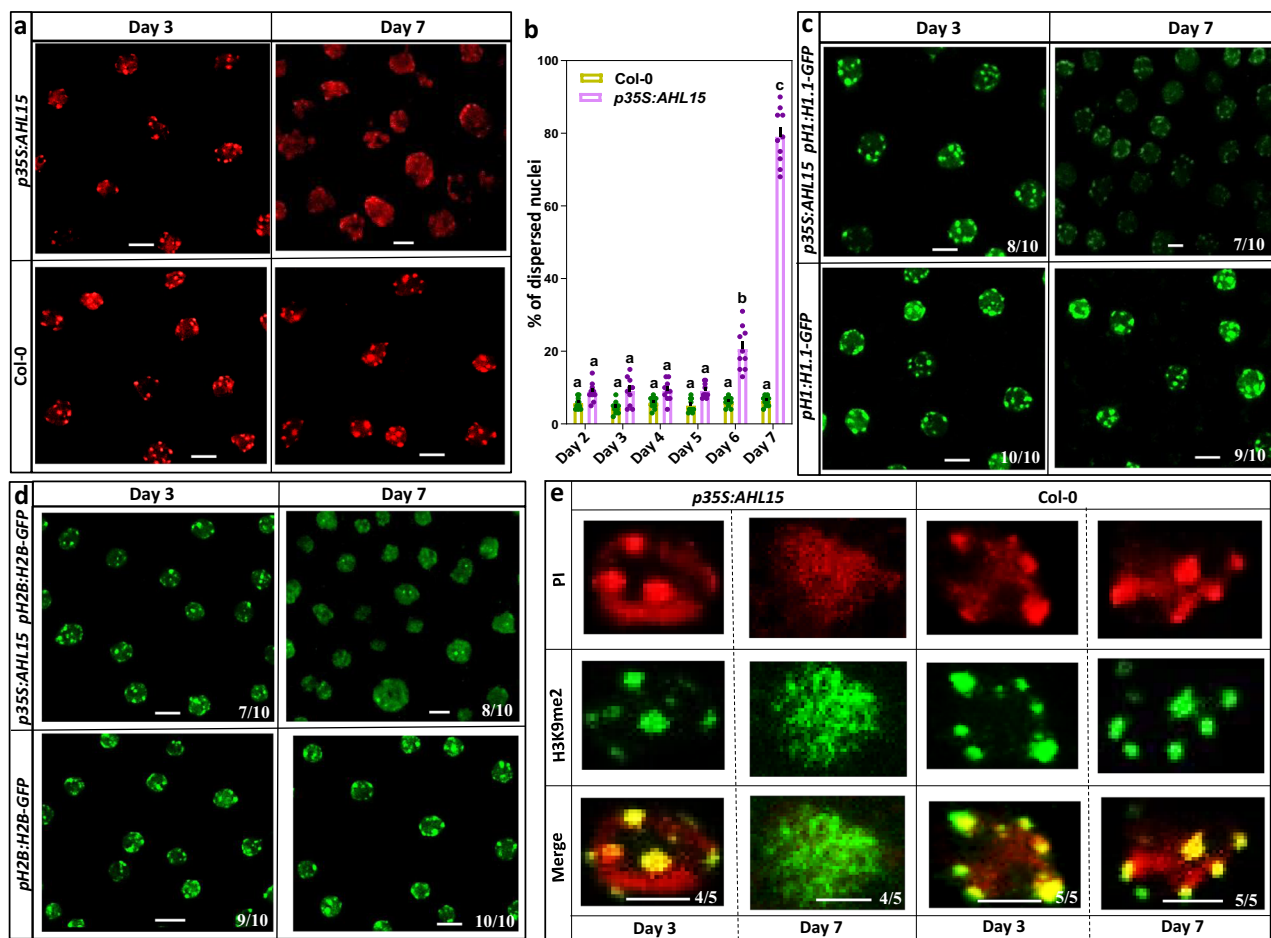 a
Day 3
Day 7
p35S:AHL15
Col-0
b
% of dispersed nuclei
100
80
60
40
20
0
Col-0
p35S:AHL15
a
a
a
a
a
a
a
a
a
b
a
c
Day 2
Day 3
Day 4
Day 5
Day 6
Day 7
c
Day 3
Day 7
p35S:AHL15 pH1:H1.1-GFP
8/10
7/10
pH1:H1.1-GFP
10/10
9/10
d
Day 3
Day 7
p35S:AHL15 pH2B:H2B-GFP
7/10
8/10
pH2B:H2B-GFP
9/10
10/10
e
p35S:AHL15
Col-0
PI
H3K9me2
Merge
4/5
4/5
5/5
5/5
Day 3
Day 7
Day 3
Day 7